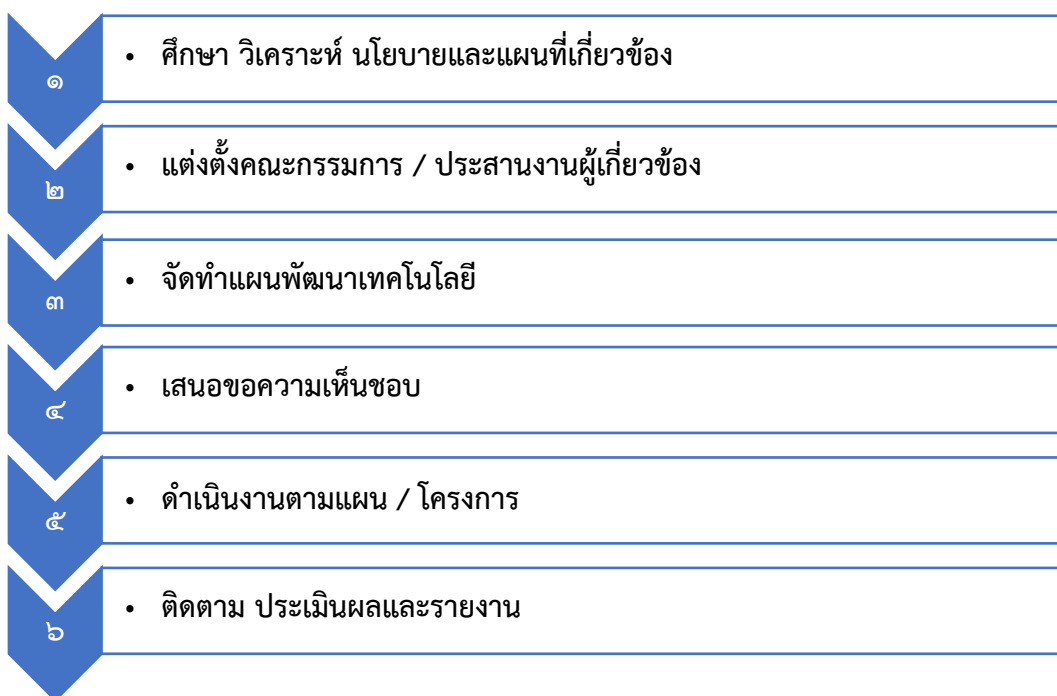 ๑
• ศึกษา วิเคราะห์ นโยบายและแผนที่เกี่ยวข้อง
๒
• แต่งตั้งคณะกรรมการ / ประสานงานผู้เกี่ยวข้อง
๓
• จัดทำแผนพัฒนาเทคโนโลยี
๔
• เสนอขอความเห็นชอบ
๕
• ดำเนินงานตามแผน / โครงการ
๖
• ติดตาม ประเมินผลและรายงาน